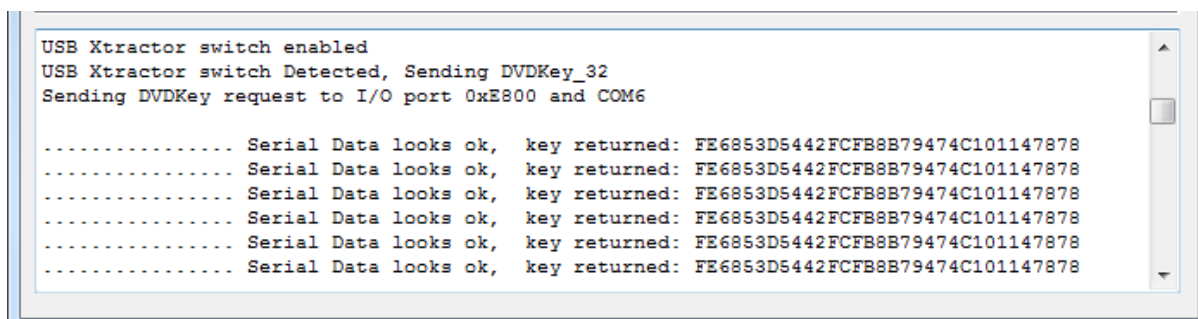 USB Xtractor switch enabled
USB Xtractor switch Detected, Sending DVDKey_32
Sending DVDKey request to I/O port 0xE800 and COM6
................ Serial Data looks ok,  key returned: FE6853D5442FCFB8B79474C101147878
................ Serial Data looks ok,  key returned: FE6853D5442FCFB8B79474C101147878
................ Serial Data looks ok,  key returned: FE6853D5442FCFB8B79474C101147878
................ Serial Data looks ok,  key returned: FE6853D5442FCFB8B79474C101147878
................ Serial Data looks ok,  key returned: FE6853D5442FCFB8B79474C101147878
................ Serial Data looks ok,  key returned: FE6853D5442FCFB8B79474C101147878